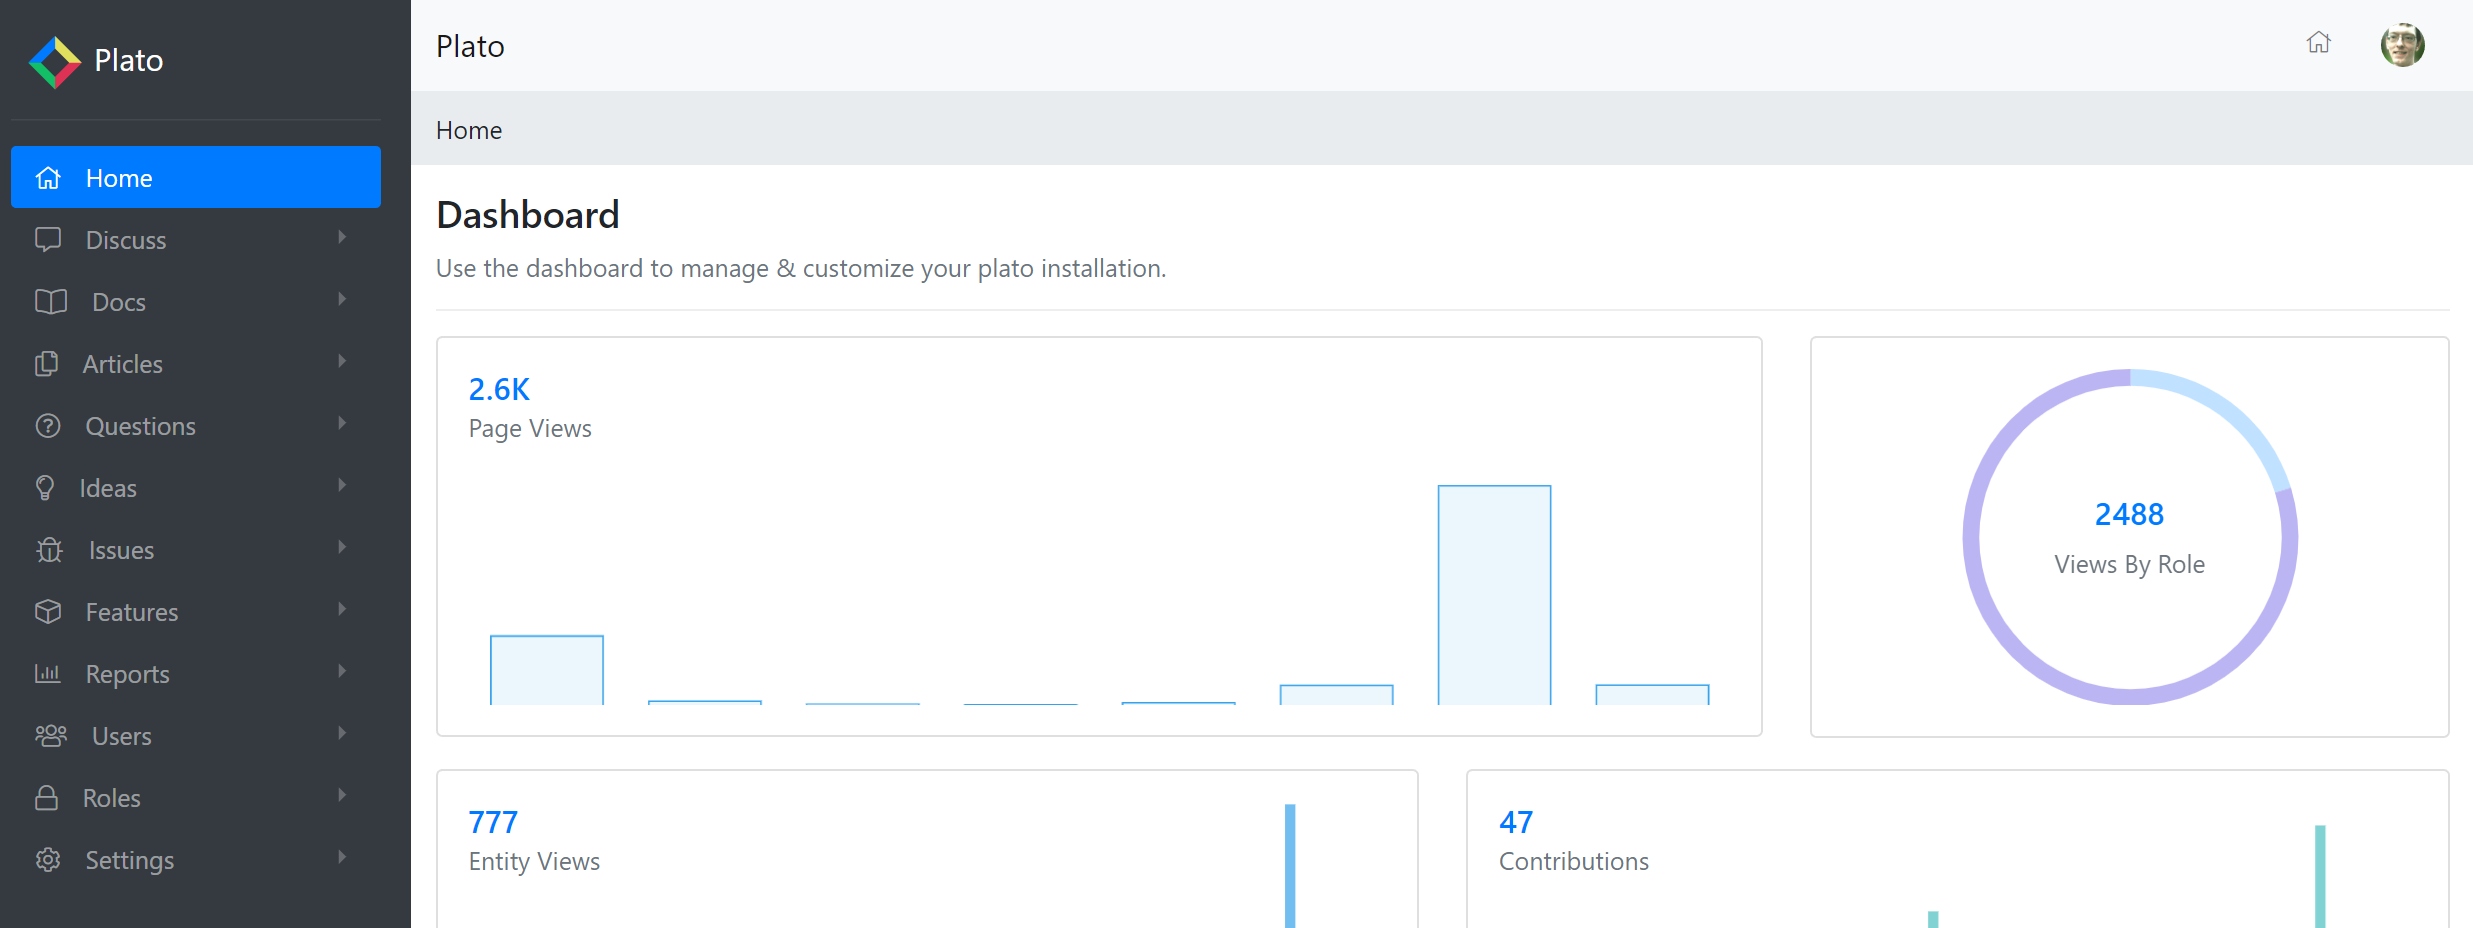 Plato
Home
Discuss
Docs
Articles
Questions
Ideas
Issues
Features
Reports
Users
Roles
Settings
Plato
Home
Dashboard
Use the dashboard to manage & customize your plato installation.
2.6K
Page Views
2488
Views By Role
777
Entity Views
47
Contributions